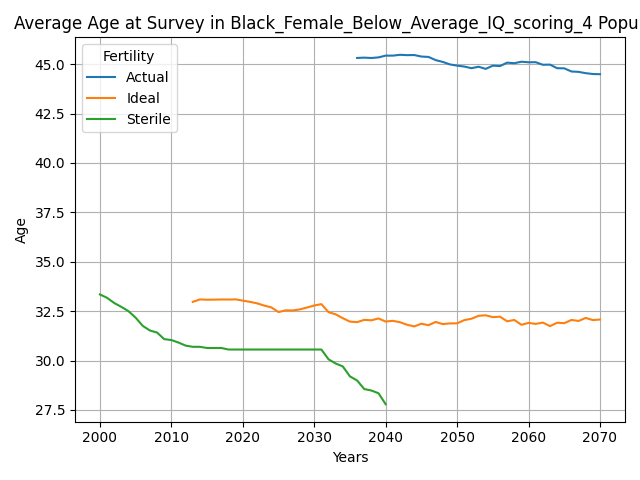 Average Age at Survey in Black_Female_Below_Average_IQ_scoring_4 Popu
Fertility
Actual
Ideal
Sterile
45.0
42.5
40.0
37.5
35.0
32.5
30.0
27.5
Age
2000 2010 2020 2030 2040 2050 2060 2070
Years